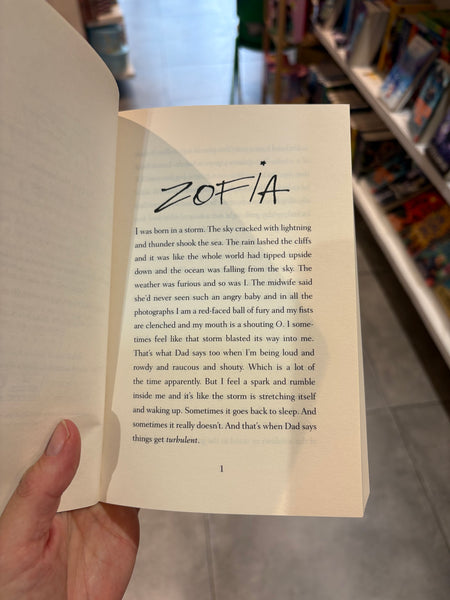 ZOFiA
I was born in a storm. The sky cracked with lightning
and thunder shook the sea. The rain lashed the cliffs
and it was like the whole world had tipped upside
down and the ocean was falling from the sky. The
weather was furious and so was I. The midwife said
she'd never seen such an angry baby and in all the
photographs I am a red-faced ball of fury and my fists
are clenched and my mouth is a shouting O. I some-
times feel like that storm blasted its way into me.
That's what Dad says too when I'm being loud and
rowdy and raucous and shouty. Which is a lot of
the time apparently. But I feel a spark and rumble
inside me and it's like the storm is stretching itself
and waking up. Sometimes it goes back to sleep. And
sometimes it really doesn't. And that's when Dad says
things get turbulent.
1